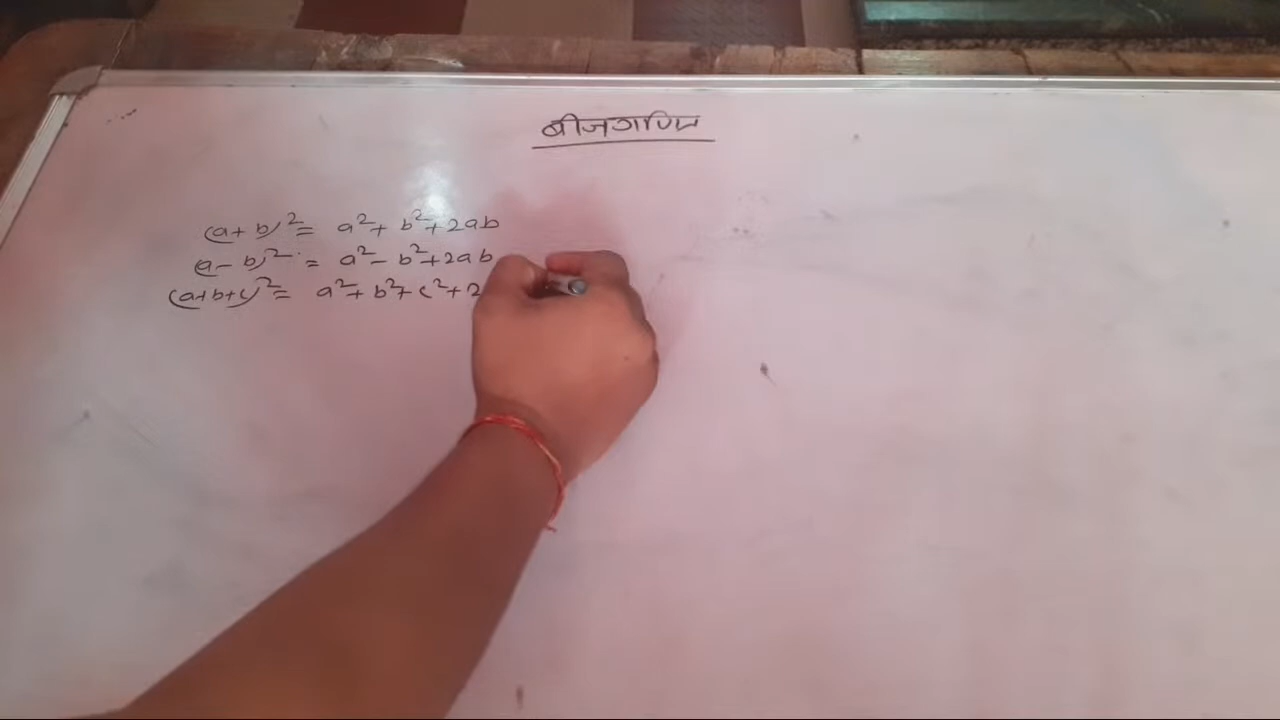 बीजगणित
(a+b)²= a²+b²+2ab
(a-b)²= a²-b²+2ab
(a+b+c)²= a²+b²+c²+2